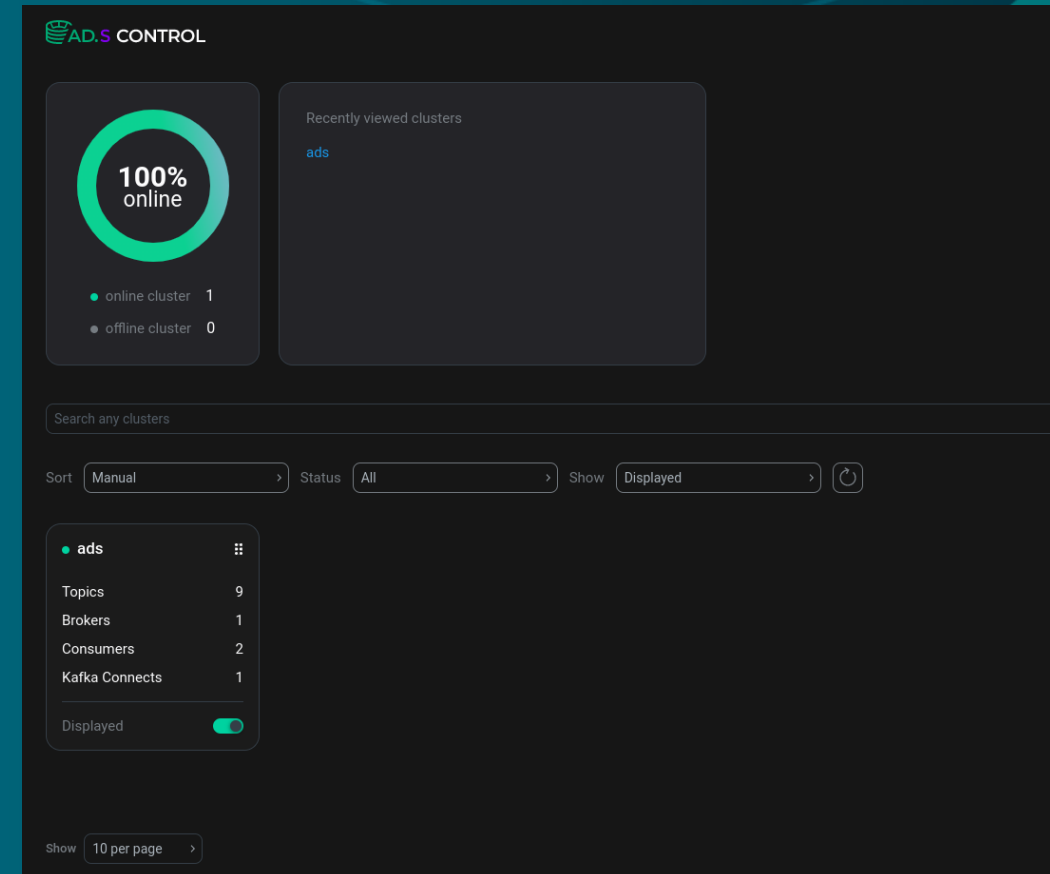 AD.S CONTROL
100%
online
online cluster 1
offline cluster 0
Recently viewed clusters
ads
Search any clusters
Sort Manual Status All Show Displayed
ads
Topics 9
Brokers 1
Consumers 2
Kafka Connects 1
Displayed
Show 10 per page